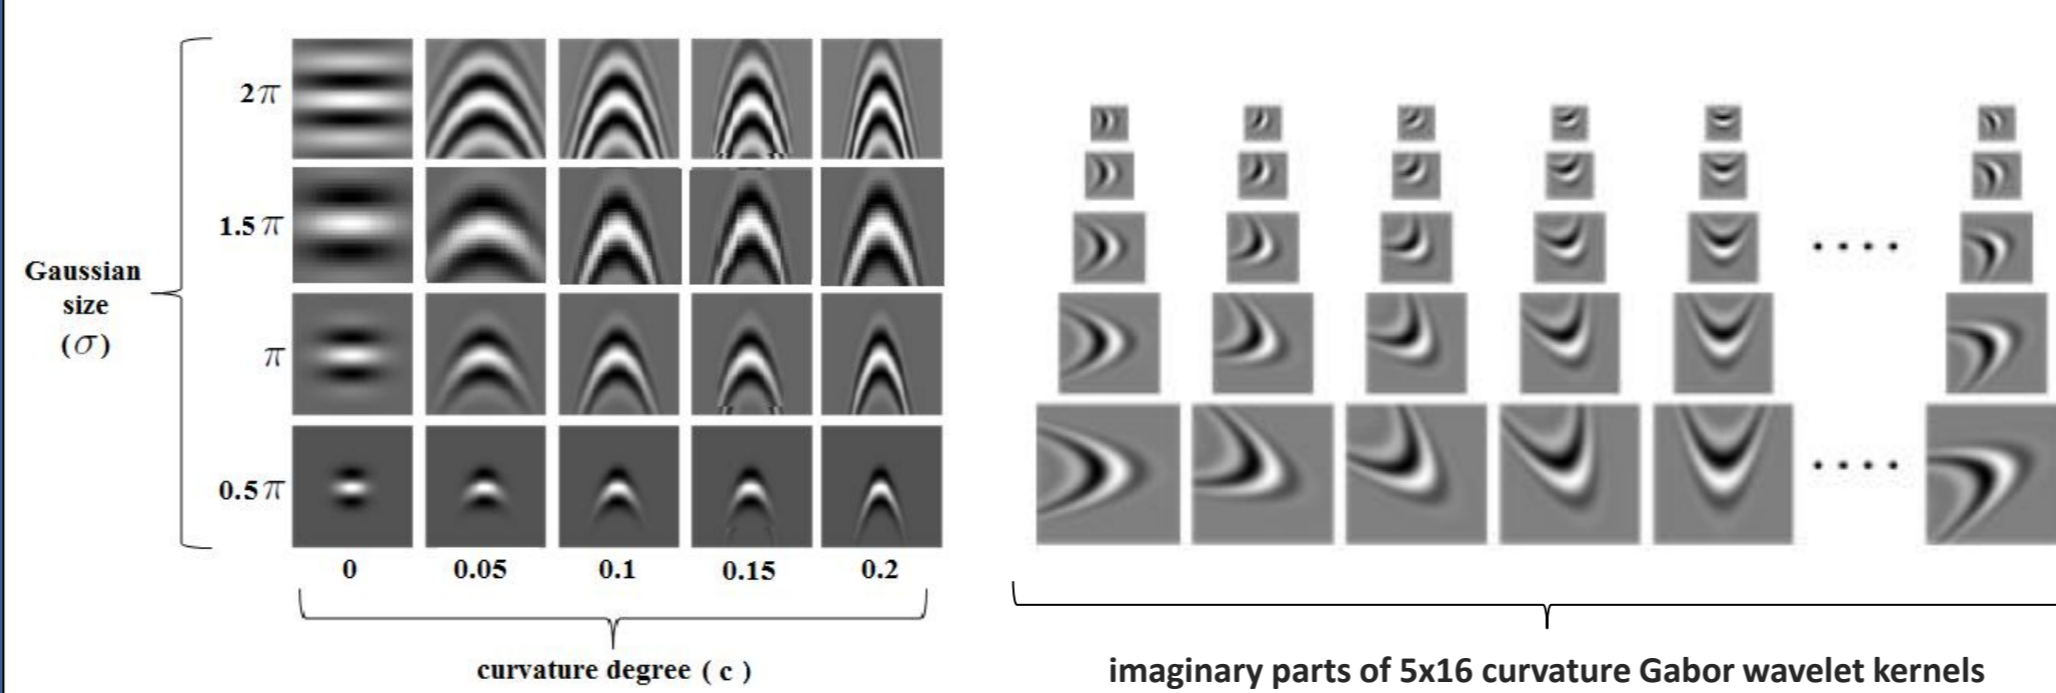 2π
1.5π
Gaussian
size
(σ)
π
0.5π
0 0.05 0.1 0.15 0.2
curvature degree ( c )
imaginary parts of 5x16 curvature Gabor wavelet kernels